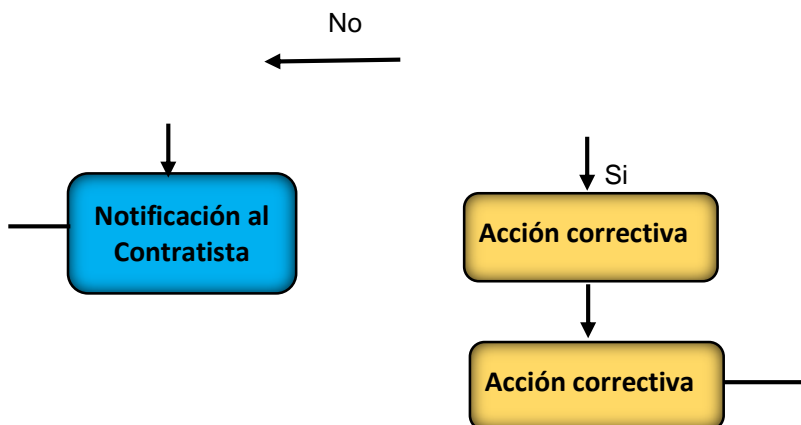 No
Si
Notificación al
Contratista
Acción correctiva
Acción correctiva